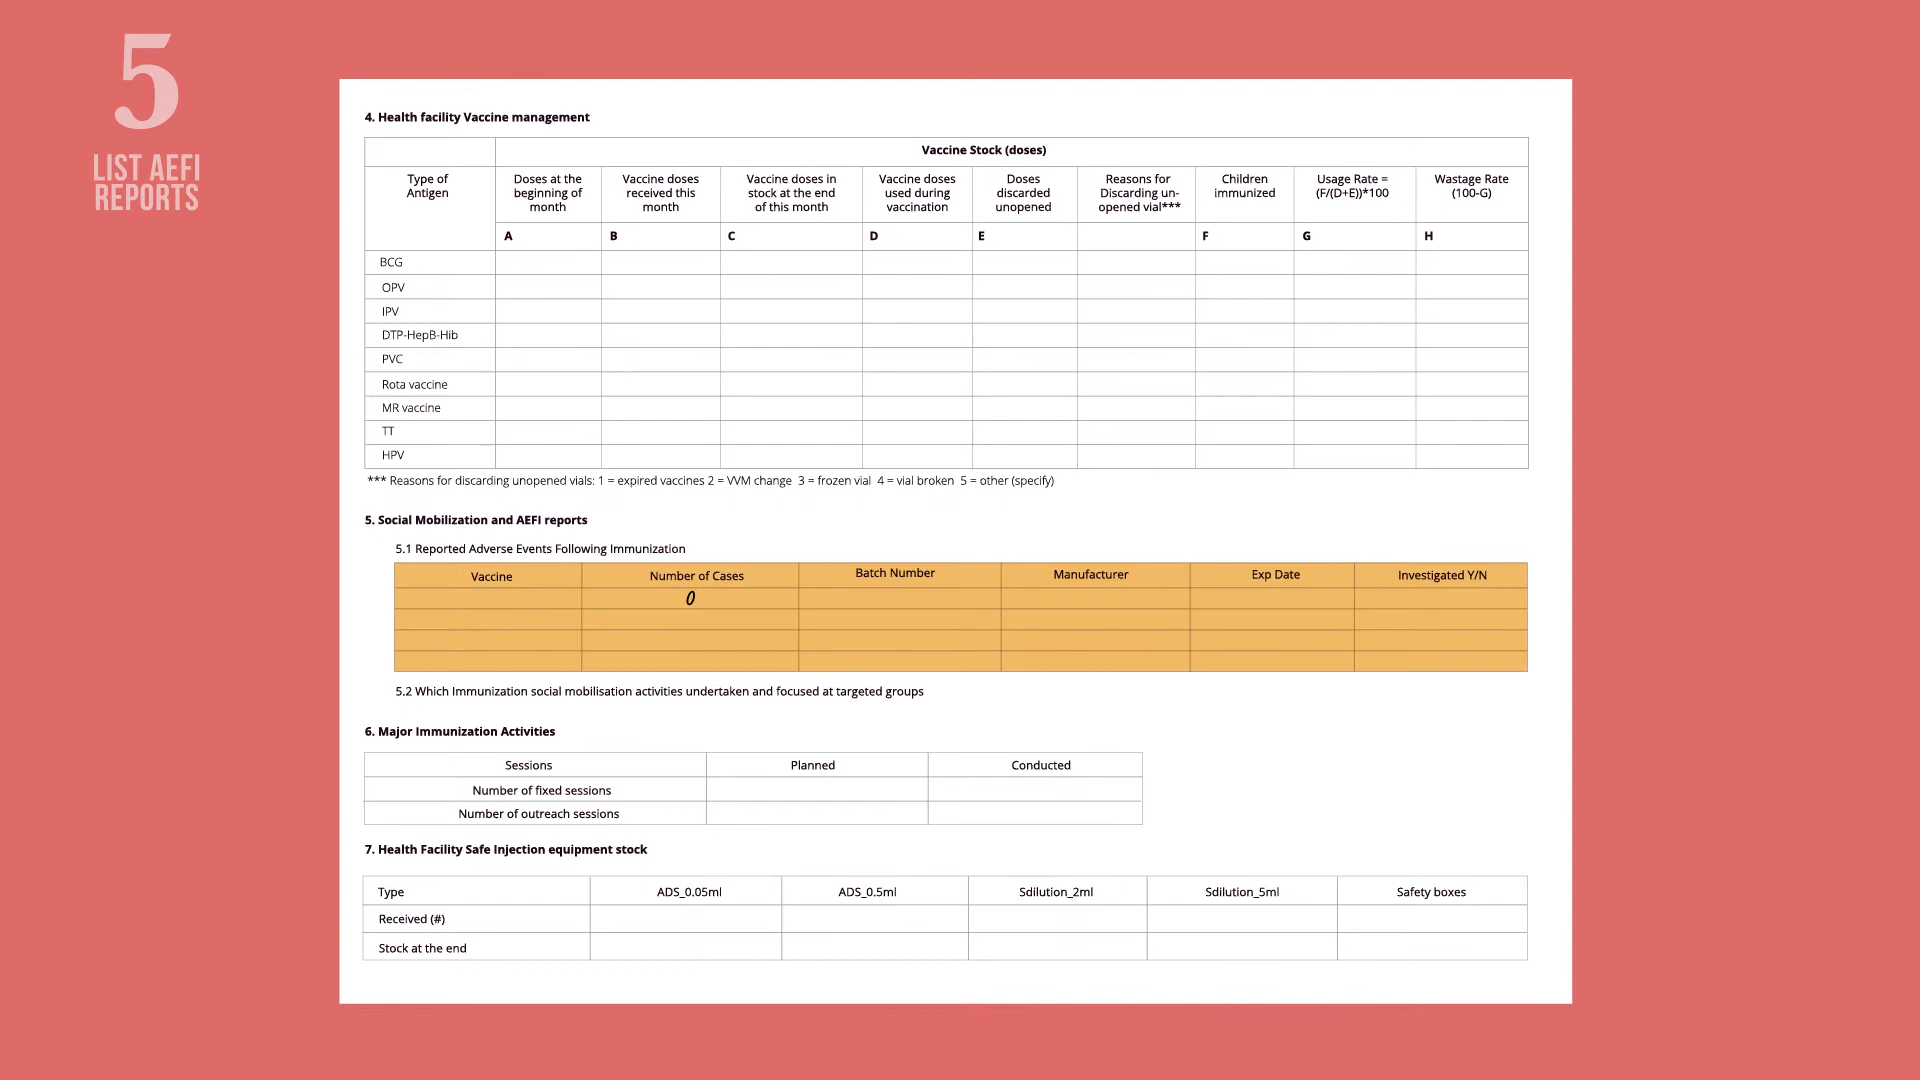 5
LIST AEFI
REPORTS
4. Health facility Vaccine management
Vaccine Stock (doses)
Type of
Antigen
Doses at the
beginning of
month
Vaccine doses
received this
month
Vaccine doses in
stock at the end
of this month
Vaccine doses
used during
vaccination
Doses
discarded
unopened
Reasons for
Discarding un-
opened vial***
Children
immunized
Usage Rate =
(F/(D+E))*100
Wastage Rate
(100-G)
A B C D E F G H
BCG
OPV
IPV
DTP-HepB-Hib
PVC
Rota vaccine
MR vaccine
TT
HPV
*** Reasons for discarding unopened vials: 1 = expired vaccines 2 = VVM change 3 = frozen vial 4 = vial broken 5 = other (specify)
5. Social Mobilization and AEFI reports
5.1 Reported Adverse Events Following Immunization
Vaccine Number of Cases Batch Number Manufacturer Exp Date Investigated Y/N
0
5.2 Which Immunization social mobilisation activities undertaken and focused at targeted groups
6. Major Immunization Activities
Sessions Planned Conducted
Number of fixed sessions
Number of outreach sessions
7. Health Facility Safe Injection equipment stock
Type ADS_0.05ml ADS_0.5ml Sdilution_2ml Sdilution_5ml Safety boxes
Received (#)
Stock at the end